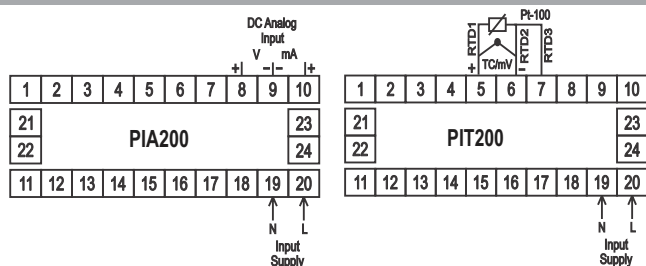 DC Analog
Input
V mA
+ − − +
1 2 3 4 5 6 7 8 9 10
21 23
PIA200
22 24
11 12 13 14 15 16 17 18 19 20
N L
Input
Supply
Pt-100
RTD1 RTD2 RTD3
+ TC/mV −
1 2 3 4 5 6 7 8 9 10
21 23
PIT200
22 24
11 12 13 14 15 16 17 18 19 20
N L
Input
Supply